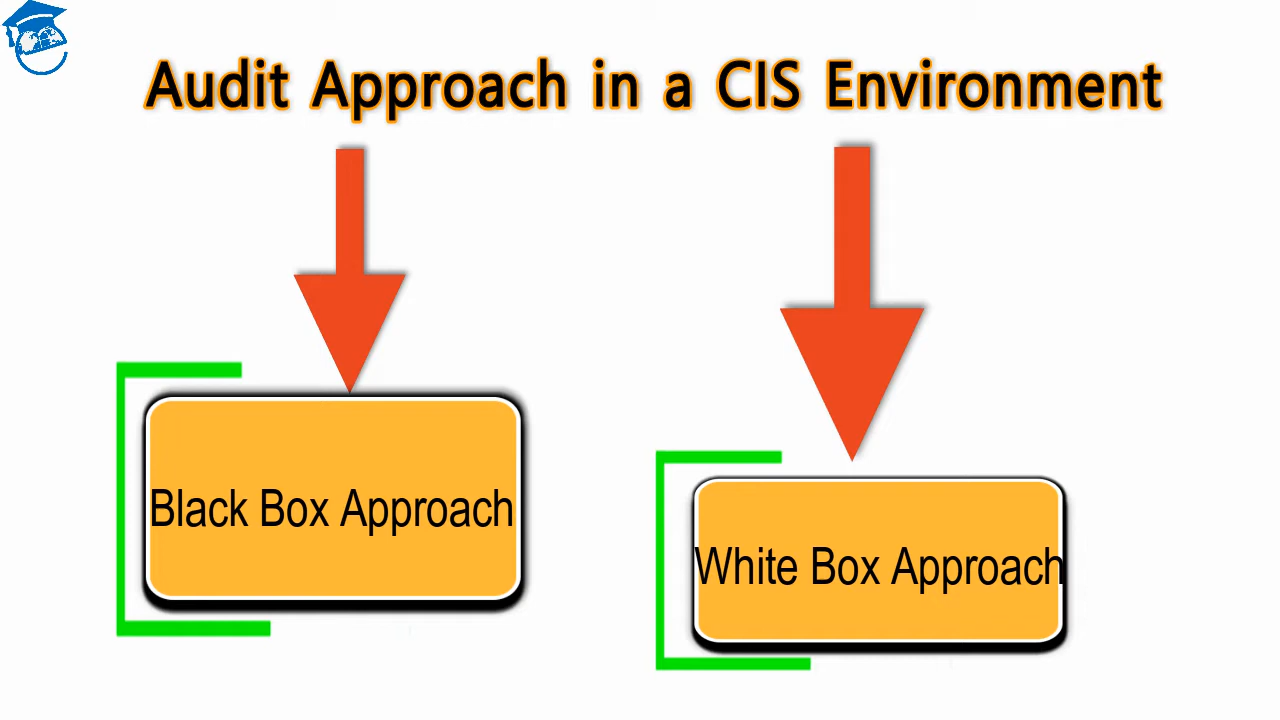 Audit Approach in a CIS Environment
Black Box Approach
White Box Approach